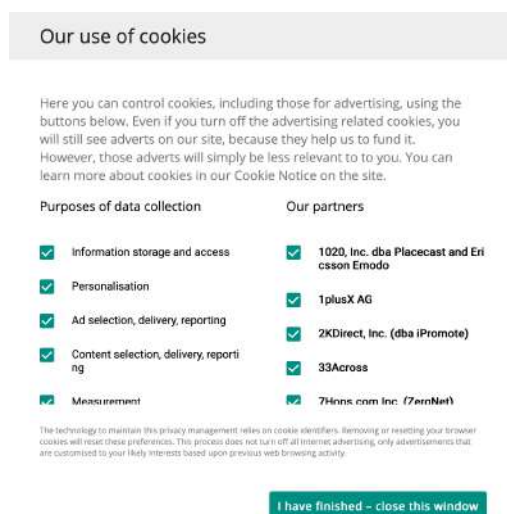 Our use of cookies
Here you can control cookies, including those for advertising, using the
buttons below. Even if you turn off the advertising related cookies, you
will still see adverts on our site, because they help us to fund it.
However, those adverts will simply be less relevant to to you. You can
learn more about cookies in our Cookie Notice on the site.
Purposes of data collection
Information storage and access
Personalisation
Ad selection, delivery, reporting
Content selection, delivery, reporti
ng
Measurement
Our partners
1020, Inc. dba Placecast and Eri
csson Emodo
1plusX AG
2KDirect, Inc. (dba iPromote)
33Across
7Hops.com Inc. (ZeroNet)
The technology to maintain this privacy management relies on cookie identifiers. Removing or resetting your browser
cookies will reset these preferences. This process does not turn off all internet advertising, only advertisements that
are customised to your likely interests based upon previous web browsing activity.
I have finished – close this window